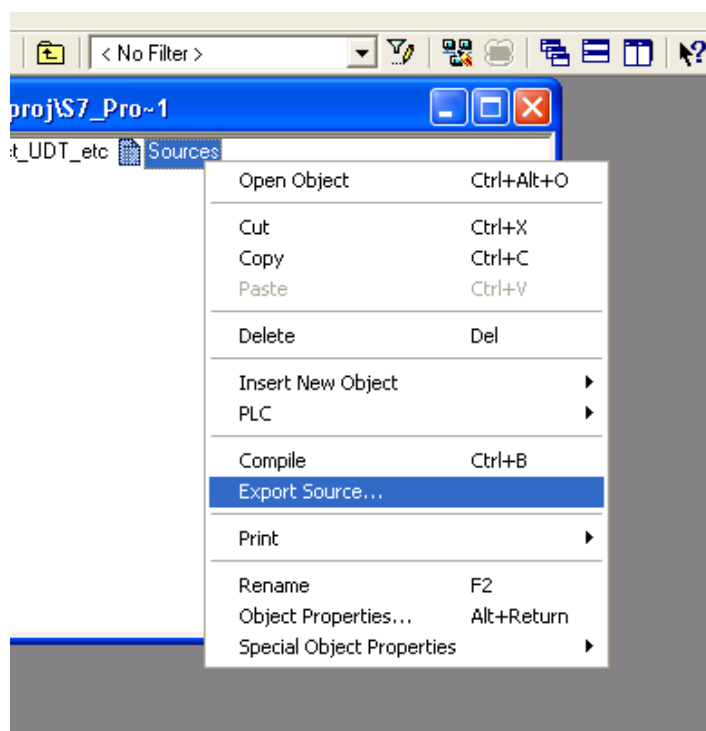 < No Filter >
proj\S7_Pro~1
t_UDT_etc Sources
Open Object Ctrl+Alt+O
Cut Ctrl+X
Copy Ctrl+C
Paste Ctrl+V
Delete Del
Insert New Object
PLC
Compile Ctrl+B
Export Source...
Print
Rename F2
Object Properties... Alt+Return
Special Object Properties